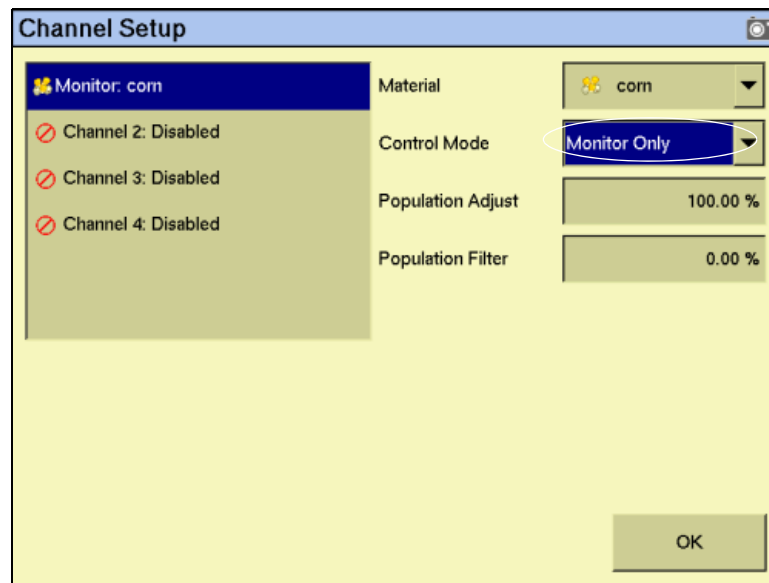 Channel Setup
Monitor: corn
Channel 2: Disabled
Channel 3: Disabled
Channel 4: Disabled
Material corn
Control Mode Monitor Only
Population Adjust 100.00 %
Population Filter 0.00 %
OK